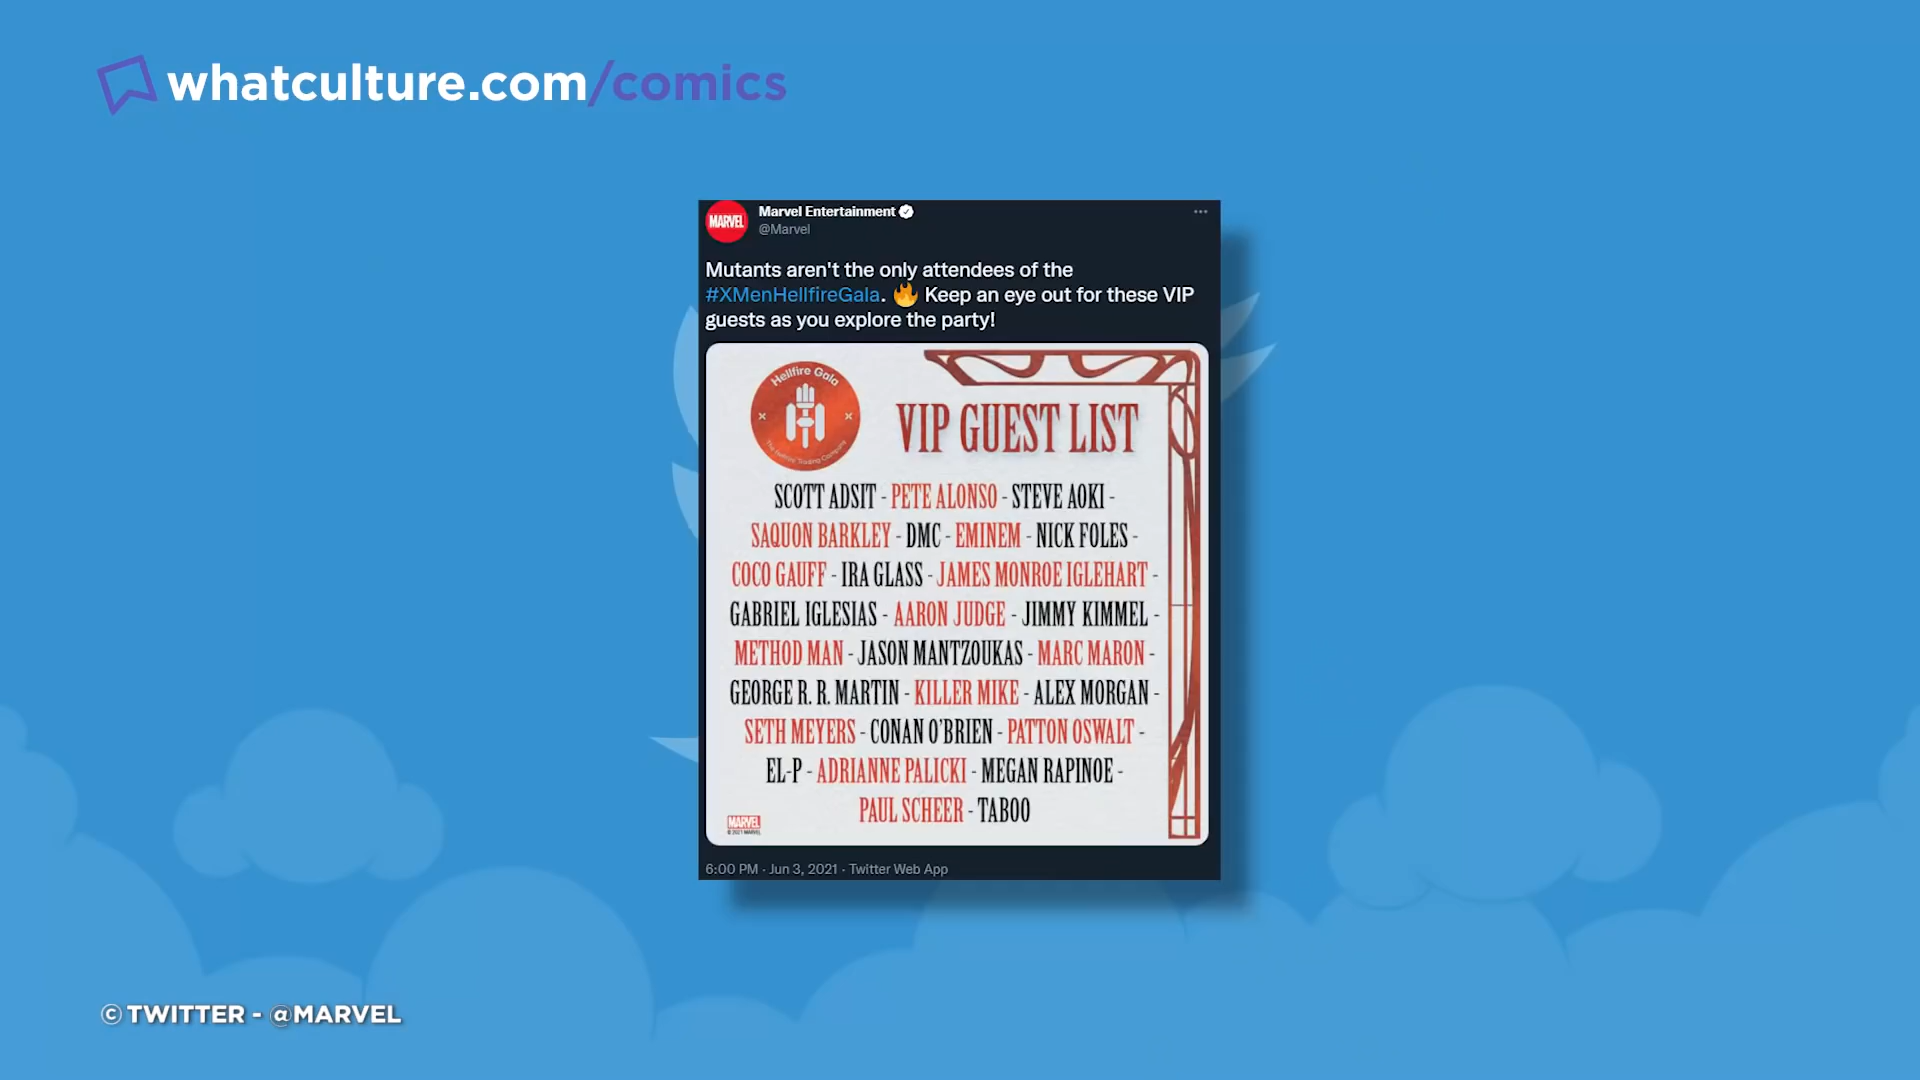 whatculture.com/comics
MARVEL
Marvel Entertainment
@Marvel
Mutants aren't the only attendees of the
#XMenHellfireGala. 🔥 Keep an eye out for these VIP
guests as you explore the party!
Hellfire Gala
VIP GUEST LIST
SCOTT ADSIT - PETE ALONSO - STEVE AOKI -
SAQUON BARKLEY - DMC - EMINEM - NICK FOLES -
COCO GAUFF - IRA GLASS - JAMES MONROE IGLEHART -
GABRIEL IGLESIAS - AARON JUDGE - JIMMY KIMMEL -
METHOD MAN - JASON MANTZOUKAS - MARC MARON -
GEORGE R. R. MARTIN - KILLER MIKE - ALEX MORGAN -
SETH MEYERS - CONAN O'BRIEN - PATTON OSWALT -
EL-P - ADRIANNE PALICKI - MEGAN RAPINOE -
PAUL SCHEER - TABOO
MARVEL
© 2021 MARVEL
6:00 PM · Jun 3, 2021 · Twitter Web App
© TWITTER - @MARVEL